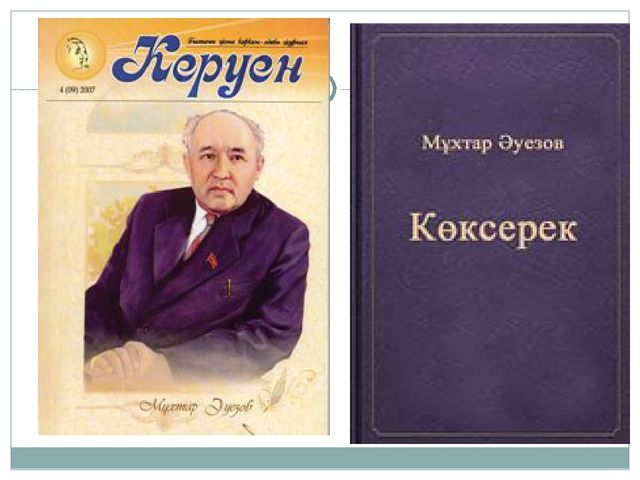 Керуен
4 (09) 2007
Мұхтар Әуезов
Мұхтар Әуезов
Көксерек